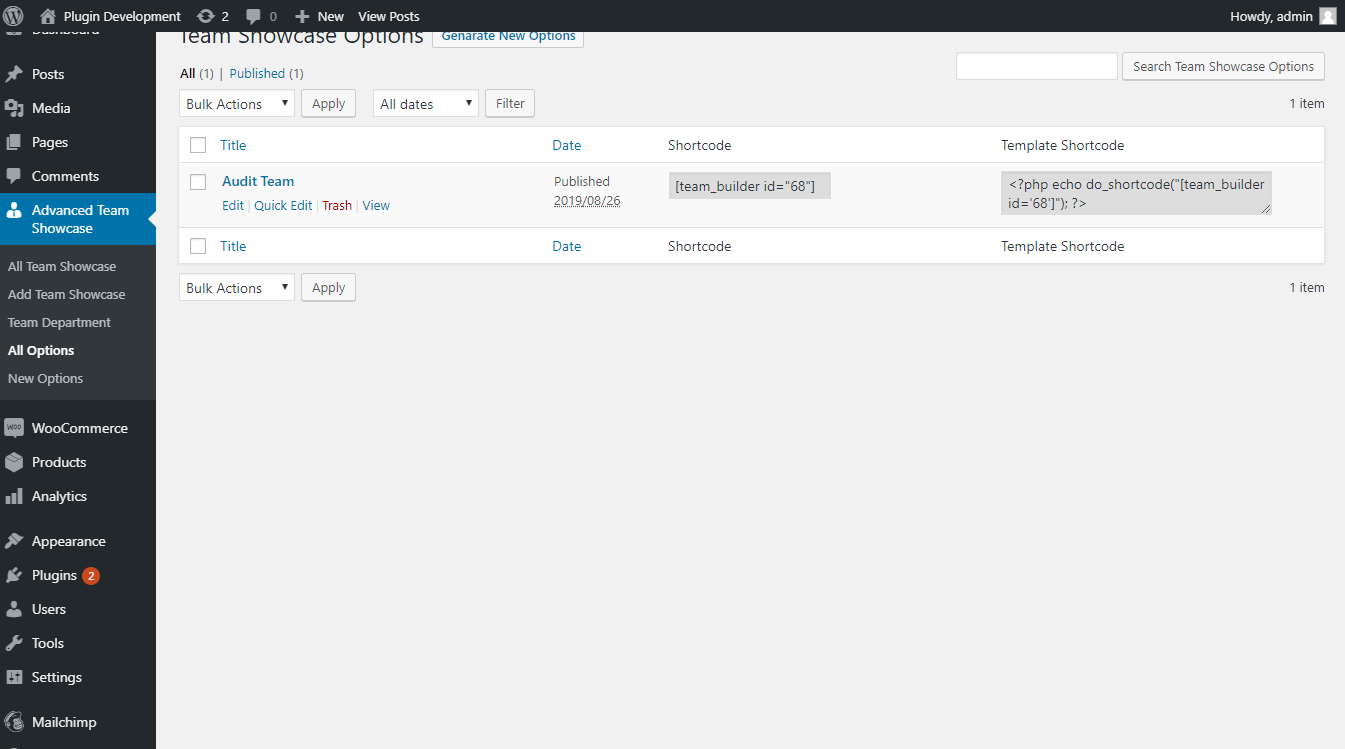 Plugin Development 2 0 New View Posts Howdy, admin
Dashboard
Posts
Media
Pages
Comments
Advanced Team
Showcase
All Team Showcase
Add Team Showcase
Team Department
All Options
New Options
WooCommerce
Products
Analytics
Appearance
Plugins 2
Users
Tools
Settings
Mailchimp
Team Showcase Options Genarate New Options
All (1) | Published (1)
Search Team Showcase Options
Bulk Actions Apply All dates Filter 1 item
Title Date Shortcode Template Shortcode
Audit Team Published [team_builder id="68"] <?php echo do_shortcode("[team_builder
Edit | Quick Edit | Trash | View 2019/08/26 id='68']"); ?>
Title Date Shortcode Template Shortcode
Bulk Actions Apply 1 item